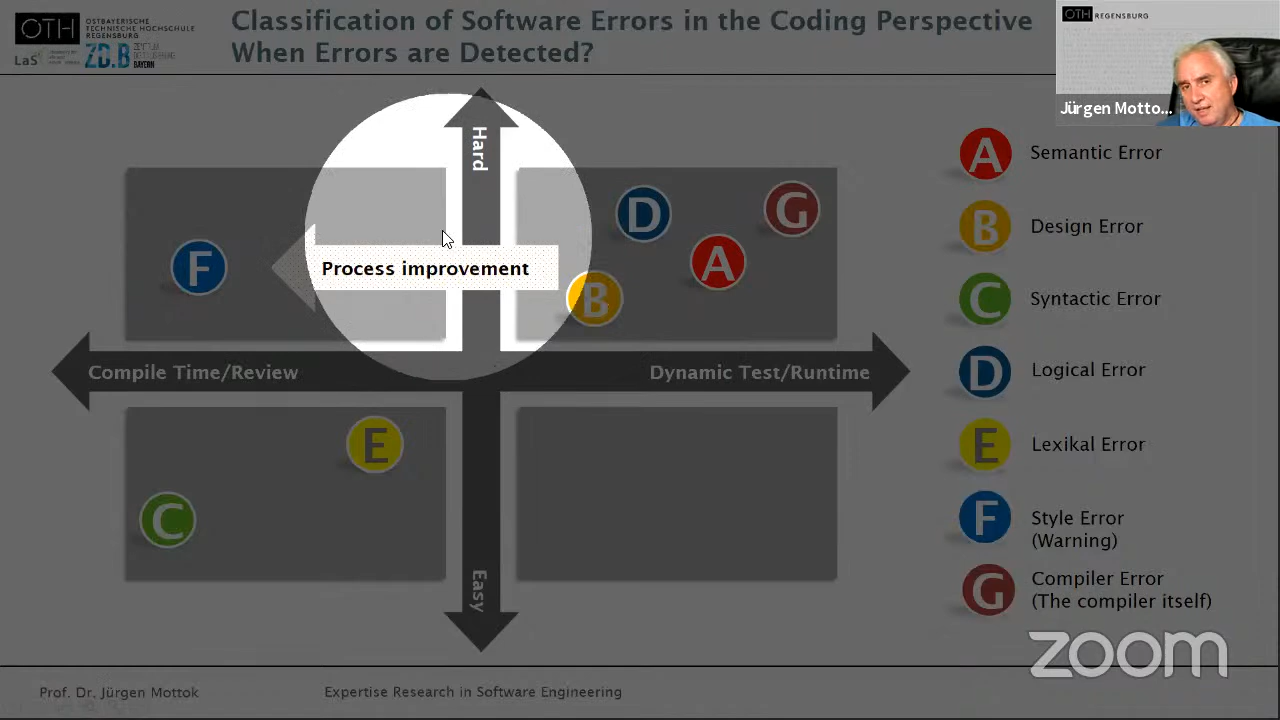 OTH
OSTBAYERISCHE
TECHNISCHE HOCHSCHULE
REGENSBURG
LaS³
ZD.B
BAYERN
Classification of Software Errors in the Coding Perspective
When Errors are Detected?
OTH REGENSBURG
Jürgen Motto...
Hard
D
G
A
F
Process improvement
B
Compile Time/Review
Dynamic Test/Runtime
E
C
Easy
A Semantic Error
B Design Error
C Syntactic Error
D Logical Error
E Lexikal Error
F Style Error
(Warning)
G Compiler Error
(The compiler itself)
zoom
Prof. Dr. Jürgen Mottok
Expertise Research in Software Engineering